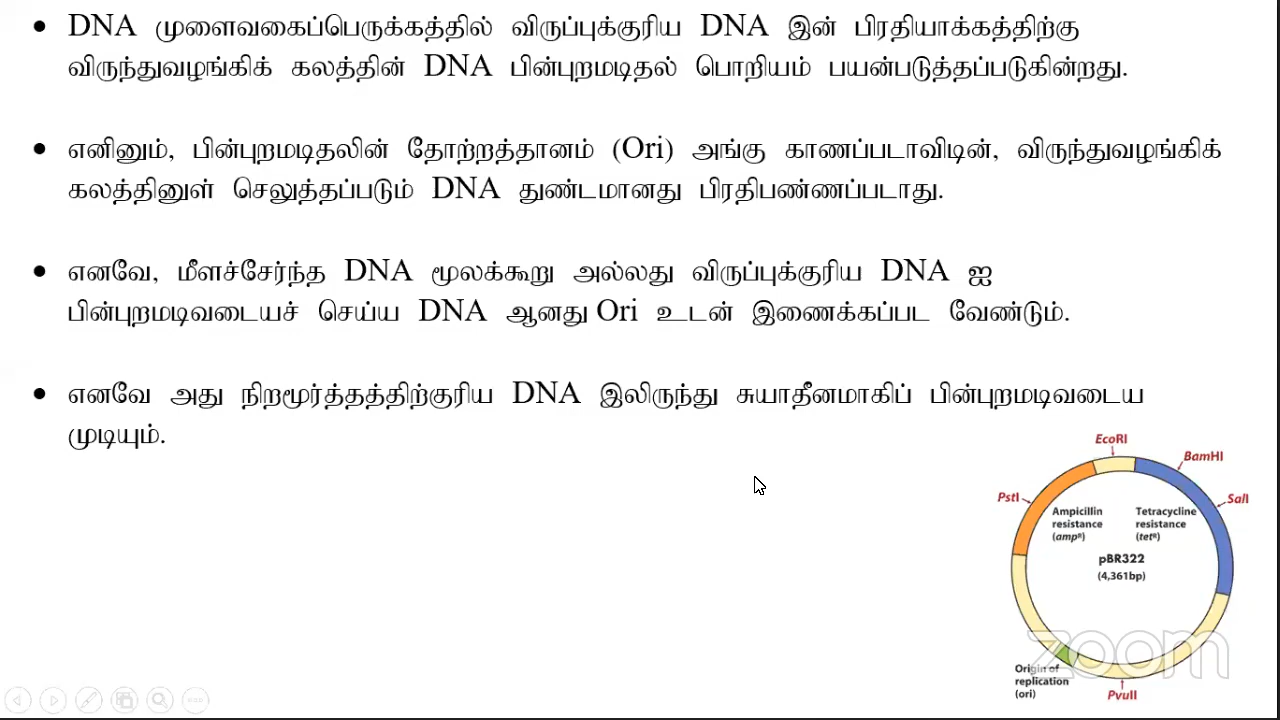 • DNA முளைவகைப்பெருக்கத்தில் விருப்புக்குரிய DNA இன் பிரதியாக்கத்திற்கு
விருந்துவழங்கிக் கலத்தின் DNA பின்புறமடிதல் பொறியம் பயன்படுத்தப்படுகின்றது.
• எனினும், பின்புறமடிதலின் தோற்றத்தானம் (Ori) அங்கு காணப்படாவிடின், விருந்துவழங்கிக்
கலத்தினுள் செலுத்தப்படும் DNA துண்டமானது பிரதிபண்ணப்படாது.
• எனவே, மீளச்சேர்ந்த DNA மூலக்கூறு அல்லது விருப்புக்குரிய DNA ஐ
பின்புறமடிவடையச் செய்ய DNA ஆனது Ori உடன் இணைக்கப்பட வேண்டும்.
• எனவே அது நிறமூர்த்தத்திற்குரிய DNA இலிருந்து சுயாதீனமாகிப் பின்புறமடிவடைய
முடியும்.
EcoRI
BamHI
PstI
SalI
Ampicillin
resistance
(ampᴿ)
Tetracycline
resistance
(tetᴿ)
pBR322
(4,361bp)
Origin of
replication
(ori)
PvuII
zoom